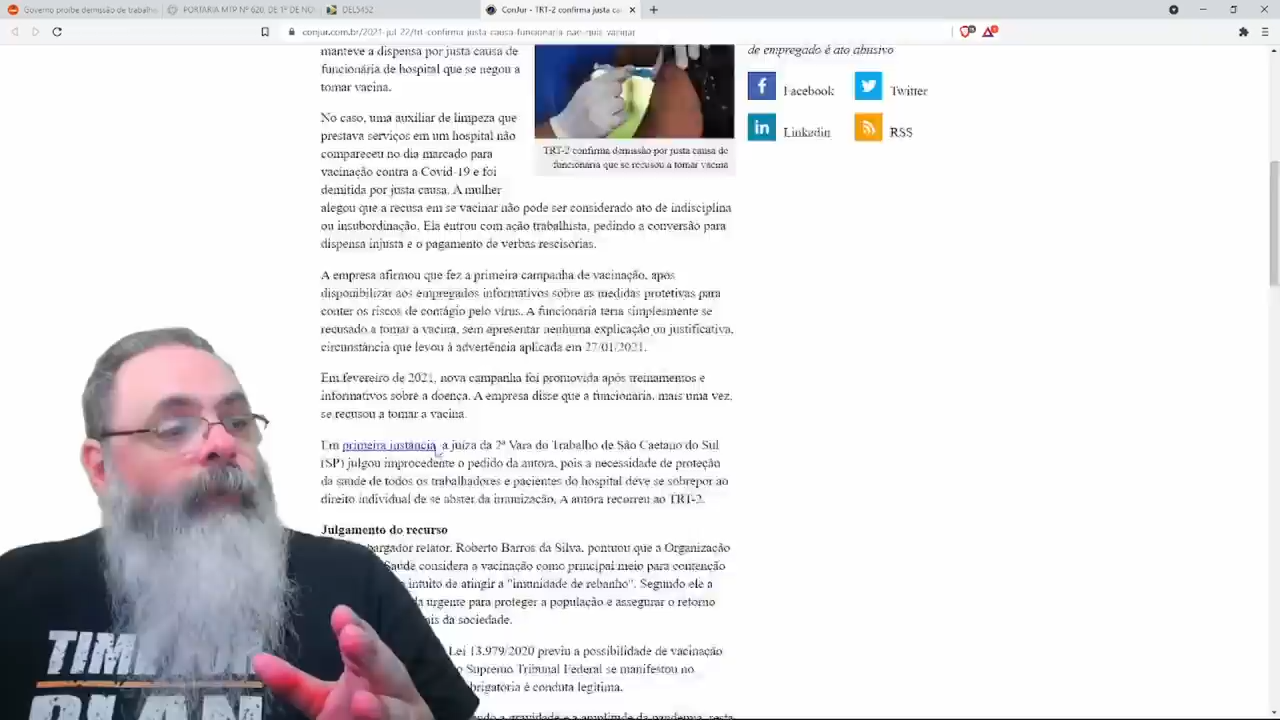 Governo proíbe demissão de trabalho
PORTARIA MTP Nº 620, DE 1º DE NO
DEL5452
ConJur - TRT-2 confirma justa ca
conjur.com.br/2021-jul-22/trt-confirma-justa-causa-funcionaria-nao-quis-vacinar
manteve a dispensa por justa causa de
funcionária de hospital que se negou a
tomar vacina.
de empregado é ato abusivo
Facebook
Twitter
Linkedin
RSS
No caso, uma auxiliar de limpeza que
prestava serviços em um hospital não
compareceu no dia marcado para
vacinação contra a Covid-19 e foi
demitida por justa causa. A mulher
alegou que a recusa em se vacinar não pode ser considerado ato de indisciplina
ou insubordinação. Ela entrou com ação trabalhista, pedindo a conversão para
dispensa injusta e o pagamento de verbas rescisórias.
TRT-2 confirma demissão por justa causa de
funcionária que se recusou a tomar vacina
A empresa afirmou que fez a primeira campanha de vacinação, após
disponibilizar aos empregados informativos sobre as medidas protetivas para
conter os riscos de contágio pelo vírus. A funcionária teria simplesmente se
recusado a tomar a vacina, sem apresentar nenhuma explicação ou justificativa,
circunstância que levou à advertência aplicada em 27/01/2021.
Em fevereiro de 2021, nova campanha foi promovida após treinamentos e
informativos sobre a doença. A empresa disse que a funcionária, mais uma vez,
se recusou a tomar a vacina.
Em primeira instância, a juíza da 2ª Vara do Trabalho de São Caetano do Sul
(SP) julgou improcedente o pedido da autora, pois a necessidade de proteção
da saúde de todos os trabalhadores e pacientes do hospital deve se sobrepor ao
direito individual de se abster da imunização. A autora recorreu ao TRT-2.
Julgamento do recurso
bargador relator, Roberto Barros da Silva, pontuou que a Organização
Saúde considera a vacinação como principal meio para contenção
intuito de atingir a "imunidade de rebanho". Segundo ele a
da urgente para proteger a população e assegurar o retorno
ais da sociedade.
Lei 13.979/2020 previu a possibilidade de vacinação
o Supremo Tribunal Federal se manifestou no
brigatória é conduta legítima.
ndo a gravidade e a amplitude da pandemia, resta